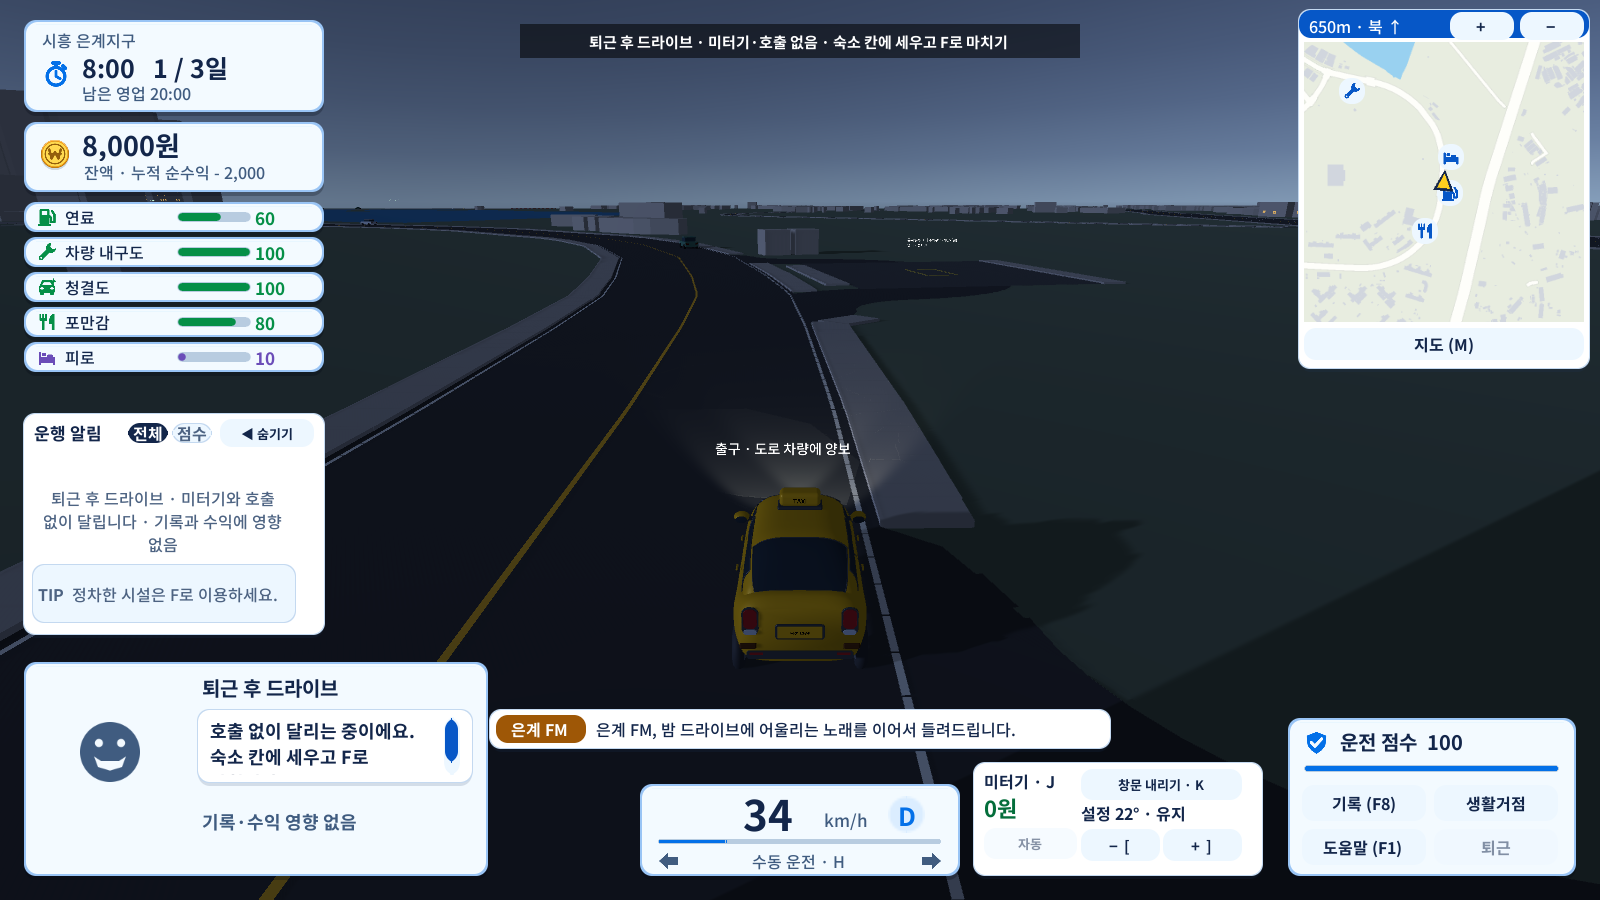 시흥 은계지구
8:00 1 / 3일
남은 영업 20:00
8,000원
잔액 · 누적 순수익 - 2,000
연료 60
차량 내구도 100
청결도 100
포만감 80
피로 10
퇴근 후 드라이브 · 미터기·호출 없음 · 숙소 칸에 세우고 F로 마치기
650m · 북 ↑ + −
지도 (M)
운행 알림 전체 점수 ◀ 숨기기
퇴근 후 드라이브 · 미터기와 호출
없이 달립니다 · 기록과 수익에 영향
없음
TIP 정차한 시설은 F로 이용하세요.
출구 · 도로 차량에 양보
TAXI
퇴근 후 드라이브
호출 없이 달리는 중이에요.
숙소 칸에 세우고 F로
기록·수익 영향 없음
은계 FM 은계 FM, 밤 드라이브에 어울리는 노래를 이어서 들려드립니다.
34 km/h D
수동 운전 · H
미터기 · J 창문 내리기 · K
0원 설정 22° · 유지
자동 − [ + ]
운전 점수 100
기록 (F8) 생활거점
도움말 (F1) 퇴근